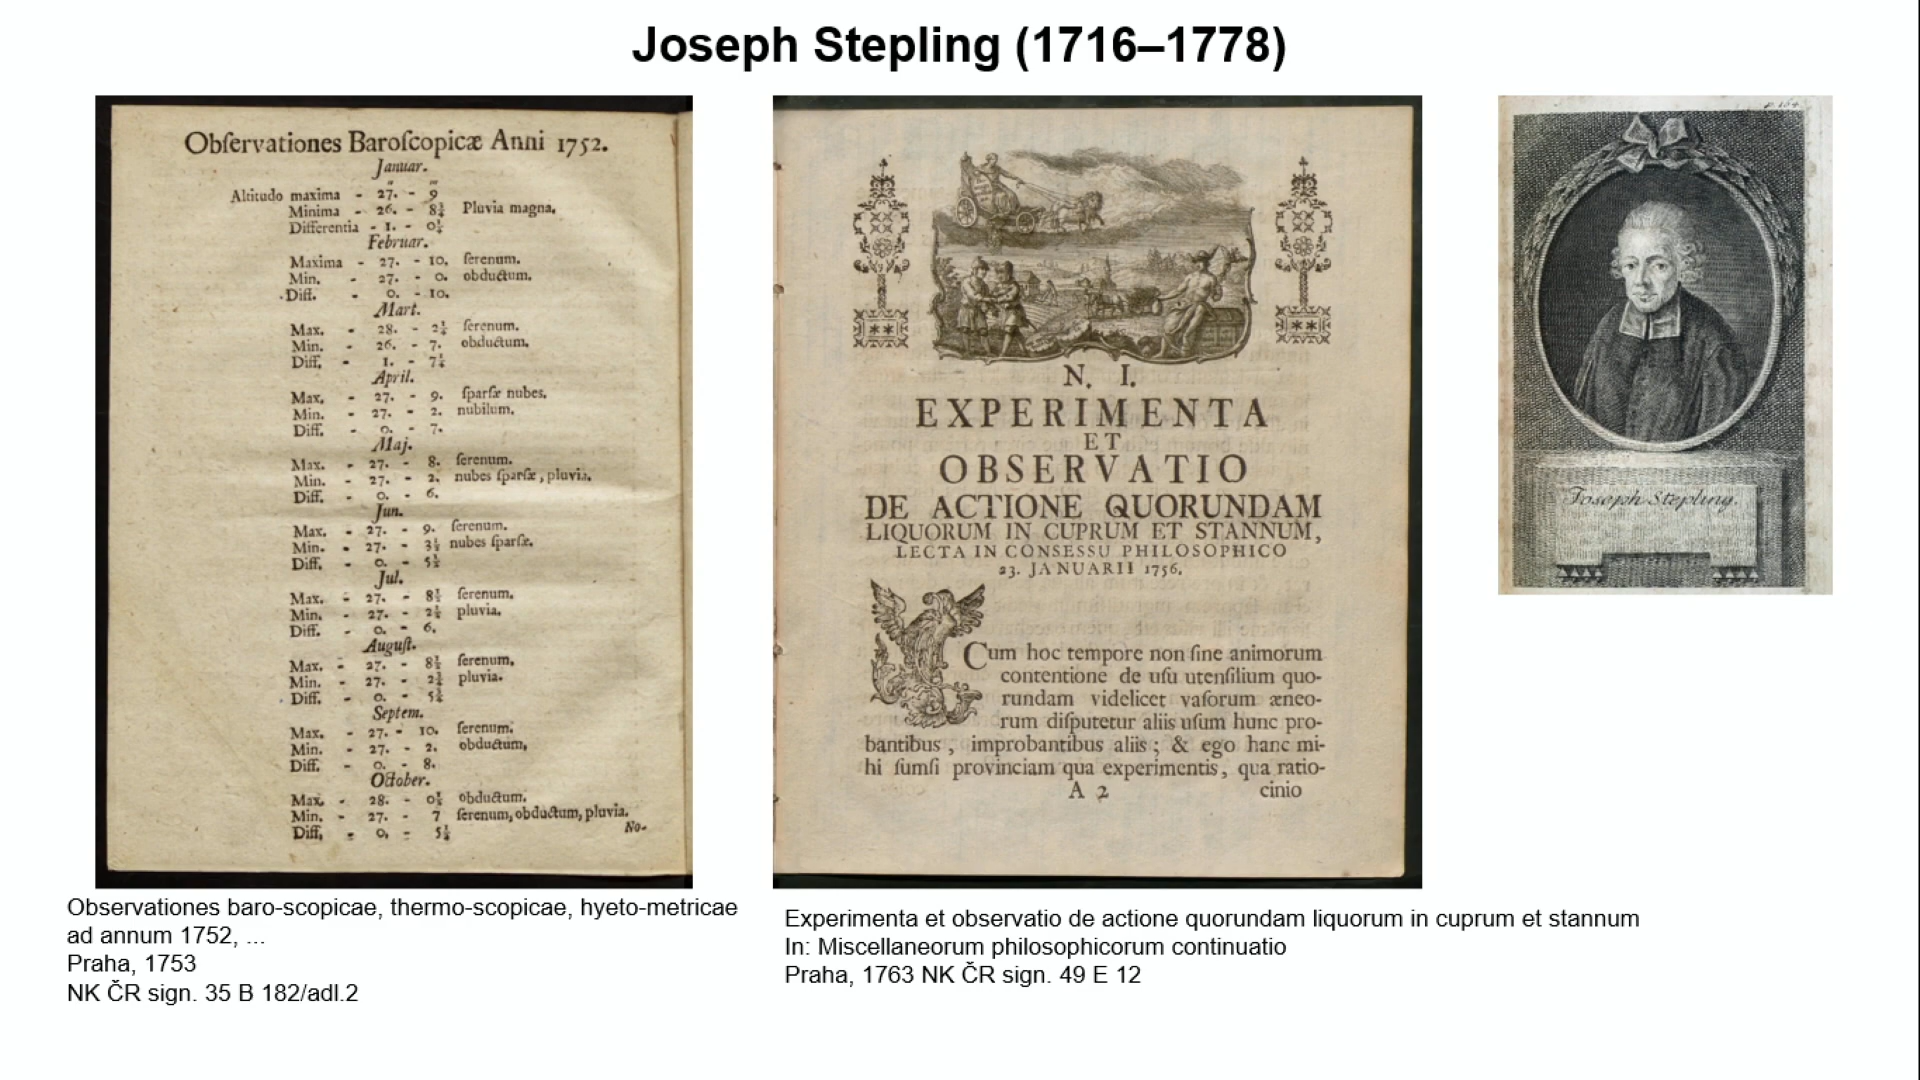 Joseph Stepling (1716–1778)
Obſervationes Baroſcopicæ Anni 1752.
Januar.
Altitudo maxima - 27. - 9
Minima - 26. - 8¼ Pluvia magna.
Differentia - 1. - 0¾
Februar.
Maxima - 27. - 10. ſerenum.
Min. - 27. - 0. obductum.
Diff. - 0. - 10.
Mart.
Max. - 28. - 2¼ ſerenum.
Min. - 26. - 7. obductum.
Diff. - 1. - 7¼
April.
Max. - 27. - 9. ſparſæ nubes.
Min. - 27. - 2. nubilum.
Diff. - 0. - 7.
Maj.
Max. - 27. - 8. ſerenum.
Min. - 27. - 2. nubes ſparſæ, pluvia.
Diff. - 0. - 6.
Jun.
Max. - 27. - 9. ſerenum.
Min. - 27. - 3½ nubes ſparſæ.
Diff. - 0. - 5½
Jul.
Max. - 27. - 8½ ſerenum.
Min. - 27. - 2½ pluvia.
Diff. - 0. - 6.
Auguſt.
Max. - 27. - ſerenum.
Min. - 27. - pluvia.
Diff. - 0. -
Septem.
Max. - 27. - 10. ſerenum.
Min. - 27. - 2. obductum.
Diff. - 0. - 8.
October.
Max. - 28. - obductum.
Min. - 27. - 7 ſerenum, obductum, pluvia.
Diff. - 0. -
No-
Observationes baro-scopicae, thermo-scopicae, hyeto-metricae
ad annum 1752, ...
Praha, 1753
NK ČR sign. 35 B 182/adl.2
N. I.
EXPERIMENTA
ET
OBSERVATIO
DE ACTIONE QUORUNDAM
LIQUORUM IN CUPRUM ET STANNUM,
LECTA IN CONSESSU PHILOSOPHICO
23. JANUARII 1756.
Cum hoc tempore non ſine animorum
contentione de uſu utenſilium quo-
rundam videlicet vaſorum æneo-
rum diſputetur aliis uſum hunc pro-
bantibus, improbantibus aliis; & ego hanc mi-
hi ſumſi provinciam qua experimentis, qua ratio-
A 2 cinio
Experimenta et observatio de actione quorundam liquorum in cuprum et stannum
In: Miscellaneorum philosophicorum continuatio
Praha, 1763 NK ČR sign. 49 E 12
Joseph Stepling.